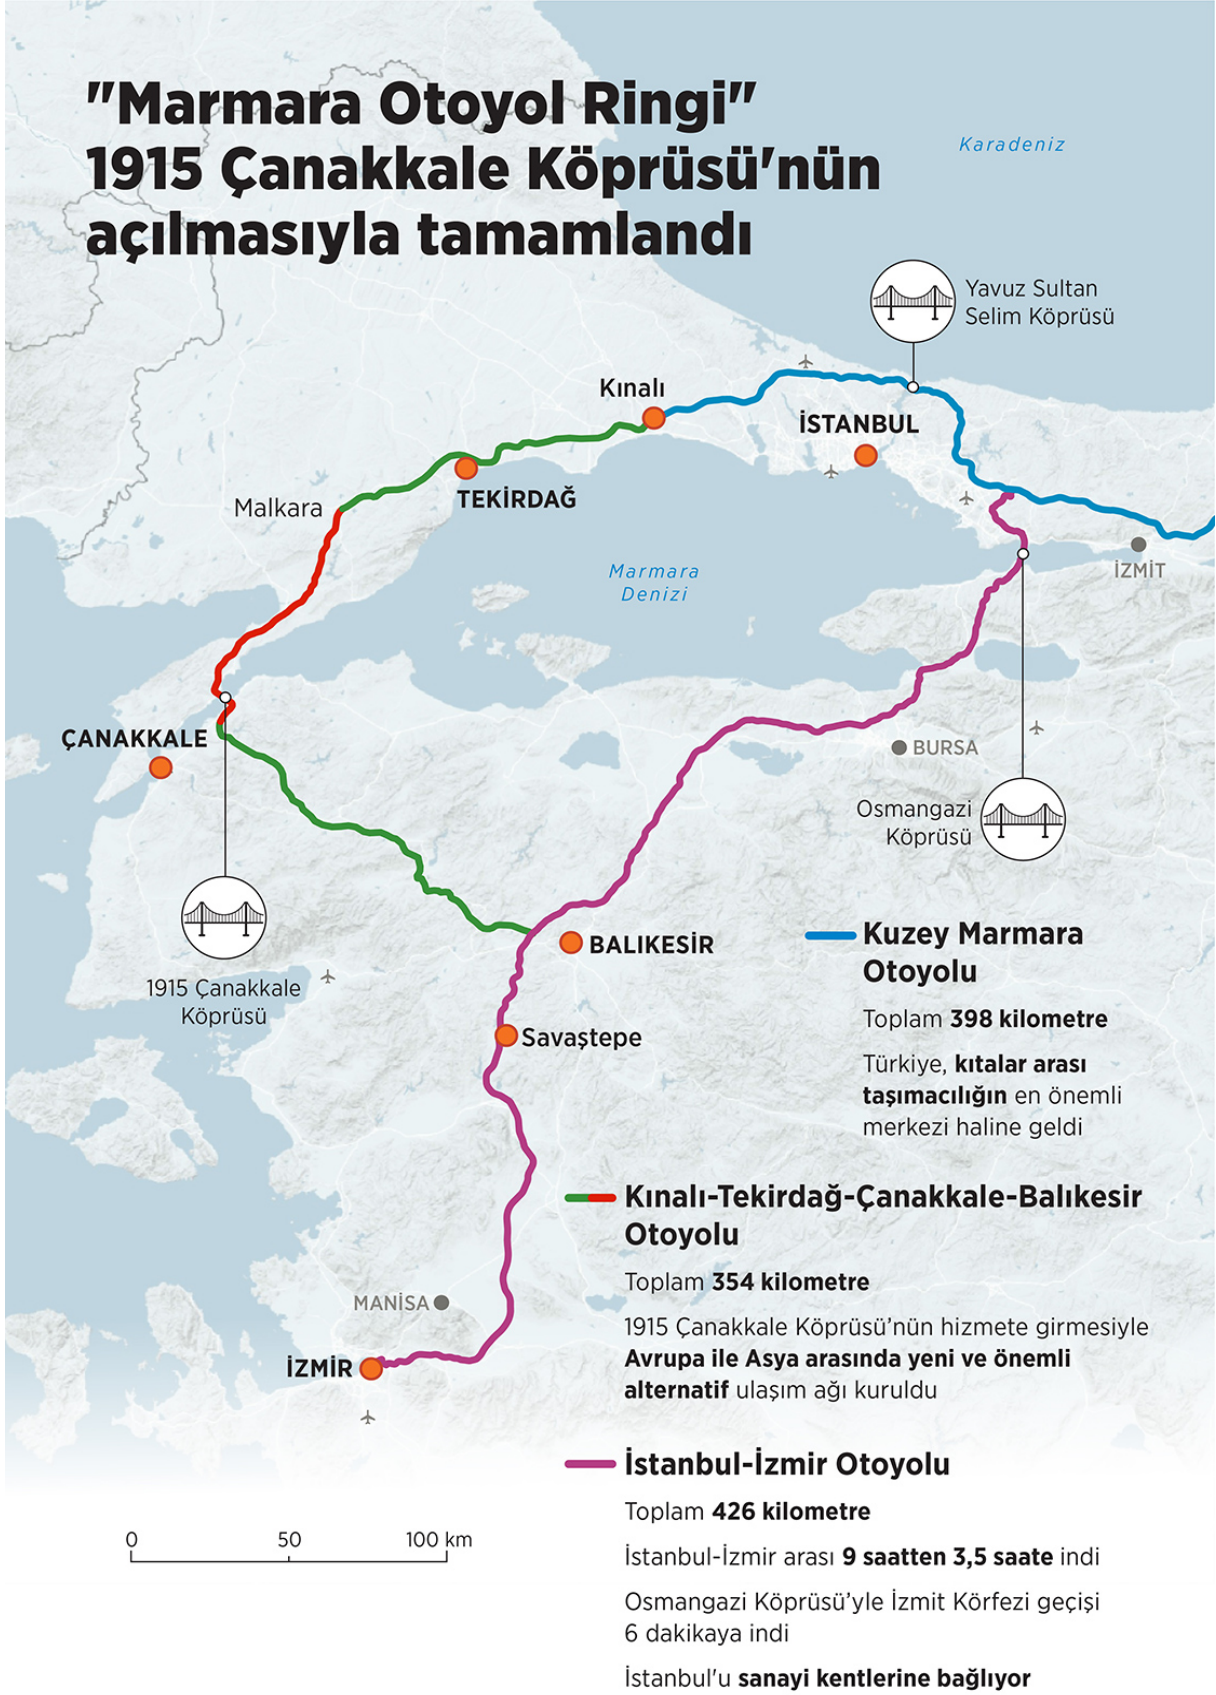 "Marmara Otoyol Ringi"
1915 Çanakkale Köprüsü'nün
açılmasıyla tamamlandı
Karadeniz
Yavuz Sultan
Selim Köprüsü
Kınalı
İSTANBUL
TEKİRDAĞ
Malkara
Marmara
Denizi
İZMİT
ÇANAKKALE
BURSA
Osmangazi
Köprüsü
BALIKESİR
1915 Çanakkale
Köprüsü
Savaştepe
MANİSA
İZMİR
Kuzey Marmara
Otoyolu
Toplam 398 kilometre
Türkiye, kıtalar arası
taşımacılığın en önemli
merkezi haline geldi
Kınalı-Tekirdağ-Çanakkale-Balıkesir
Otoyolu
Toplam 354 kilometre
1915 Çanakkale Köprüsü’nün hizmete girmesiyle
Avrupa ile Asya arasında yeni ve önemli
alternatif ulaşım ağı kuruldu
İstanbul-İzmir Otoyolu
Toplam 426 kilometre
İstanbul-İzmir arası 9 saatten 3,5 saate indi
Osmangazi Köprüsü’yle İzmit Körfezi geçişi
6 dakikaya indi
İstanbul'u sanayi kentlerine bağlıyor
0 50 100 km